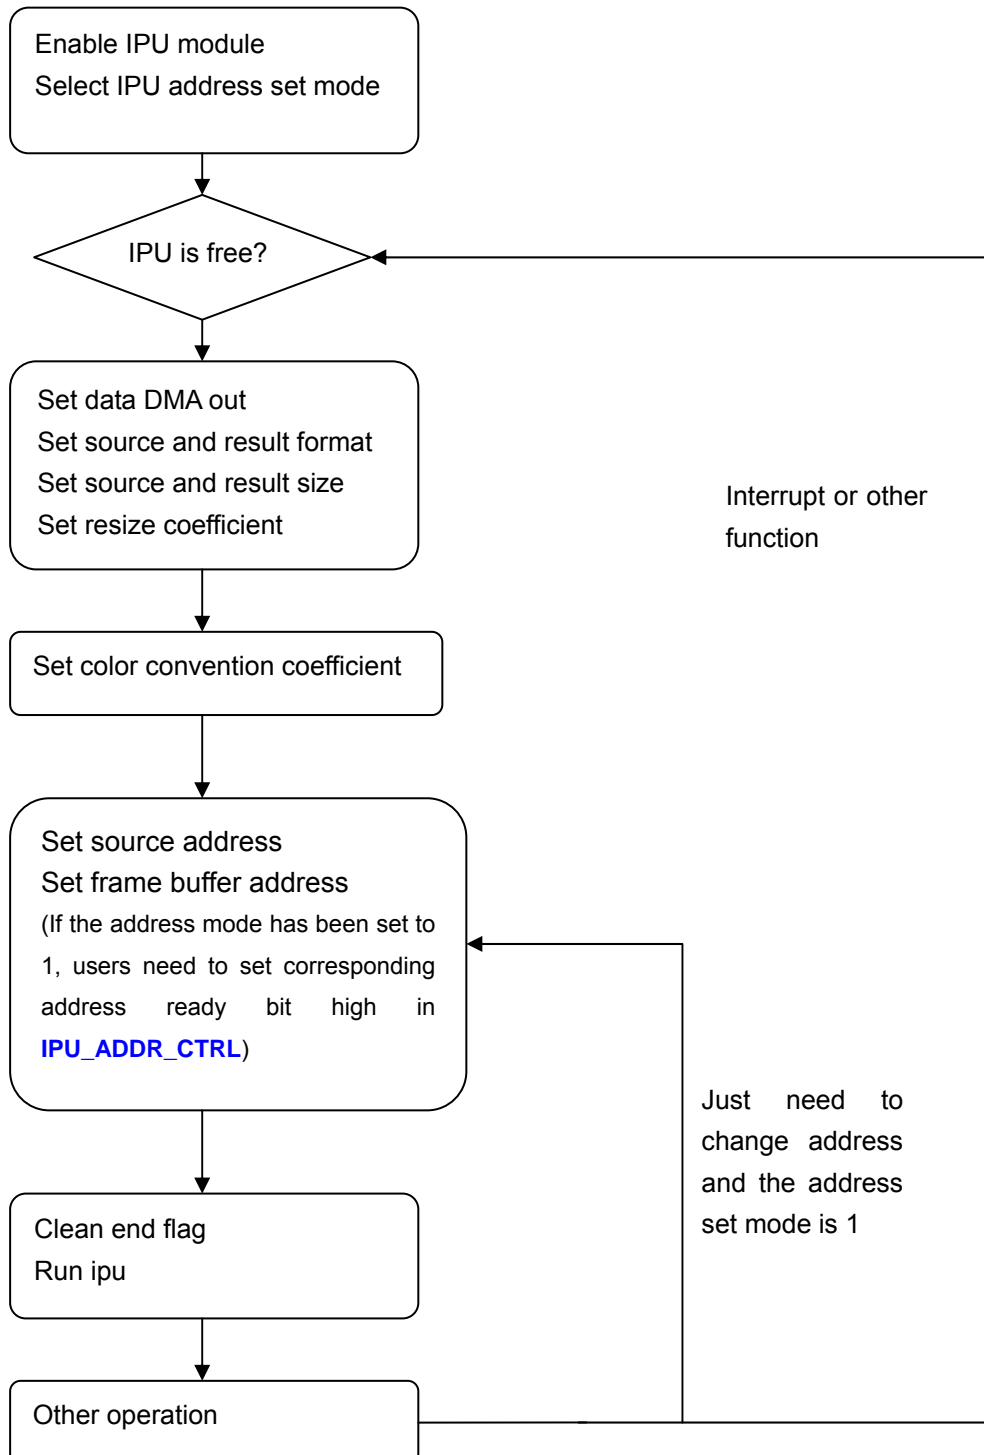 Enable IPU module
Select IPU address set mode
IPU is free?
Set data DMA out
Set source and result format
Set source and result size
Set resize coefficient
Interrupt or other
function
Set color convention coefficient
Set source address
Set frame buffer address
(If the address mode has been set to
1, users need to set corresponding
address ready bit high in
IPU_ADDR_CTRL)
Just need to
change address
and the address
set mode is 1
Clean end flag
Run ipu
Other operation